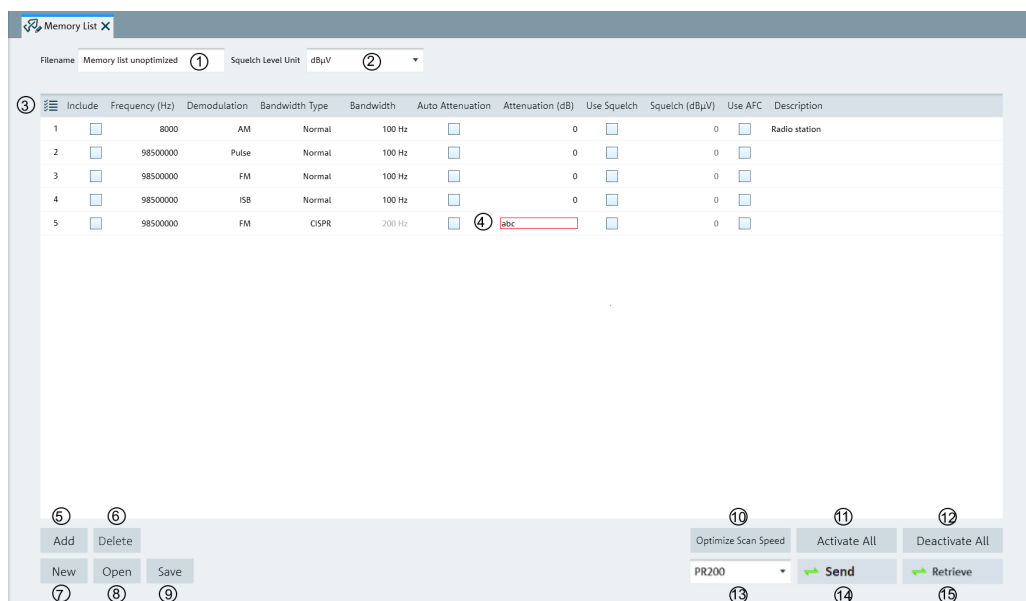 Memory List
Filename Memory list unoptimized ① Squelch Level Unit dBµV ②
③ Include Frequency (Hz) Demodulation Bandwidth Type Bandwidth Auto Attenuation Attenuation (dB) Use Squelch Squelch (dBµV) Use AFC Description
1 8000 AM Normal 100 Hz 0 0 Radio station
2 98500000 Pulse Normal 100 Hz 0 0
3 98500000 FM Normal 100 Hz 0 0
4 98500000 ISB Normal 100 Hz 0 0
5 98500000 FM CISPR 200 Hz ④ abc 0
⑤ ⑥ ⑩ ⑪ ⑫
Add Delete Optimize Scan Speed Activate All Deactivate All
New Open Save PR200 Send Retrieve
⑦ ⑧ ⑨ ⑬ ⑭ ⑮